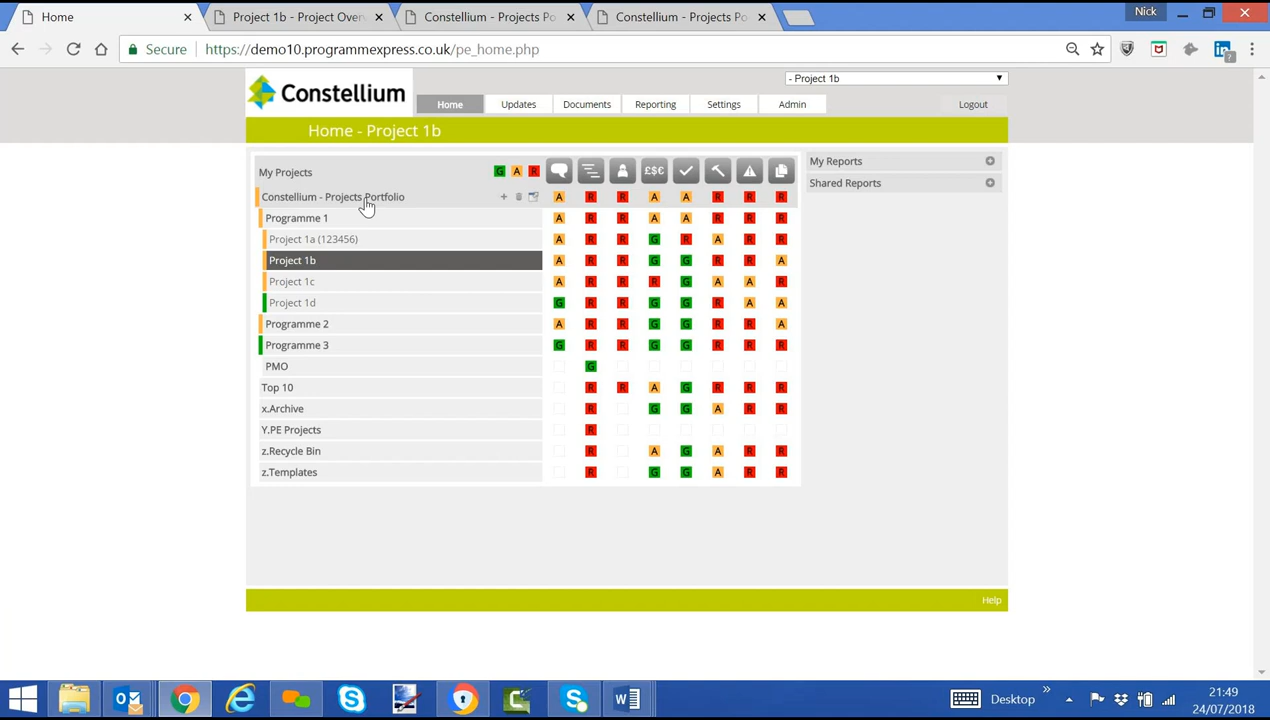 Nick
Home
Project 1b - Project Over
Constellium - Projects Po
Constellium - Projects Po
Secure
https://demo10.programmexpress.co.uk/pe_home.php
Constellium
- Project 1b
Home Updates Documents Reporting Settings Admin Logout
Home - Project 1b
My Projects G A R £$€
My Reports
Shared Reports
Constellium - Projects Portfolio A R R A A R R R
Programme 1 A R R A A R R R
Project 1a (123456) A R R G R A R R
Project 1b A R R G G R R A
Project 1c A R R R G A A R
Project 1d G R R G G R A A
Programme 2 A R R G G R R A
Programme 3 G R R G G R R R
PMO G
Top 10 R R A G R R R
x.Archive R G G A R R
Y.PE Projects R
z.Recycle Bin R A G A R R
z.Templates R G G A R R
Help
Desktop
21:49
24/07/2018